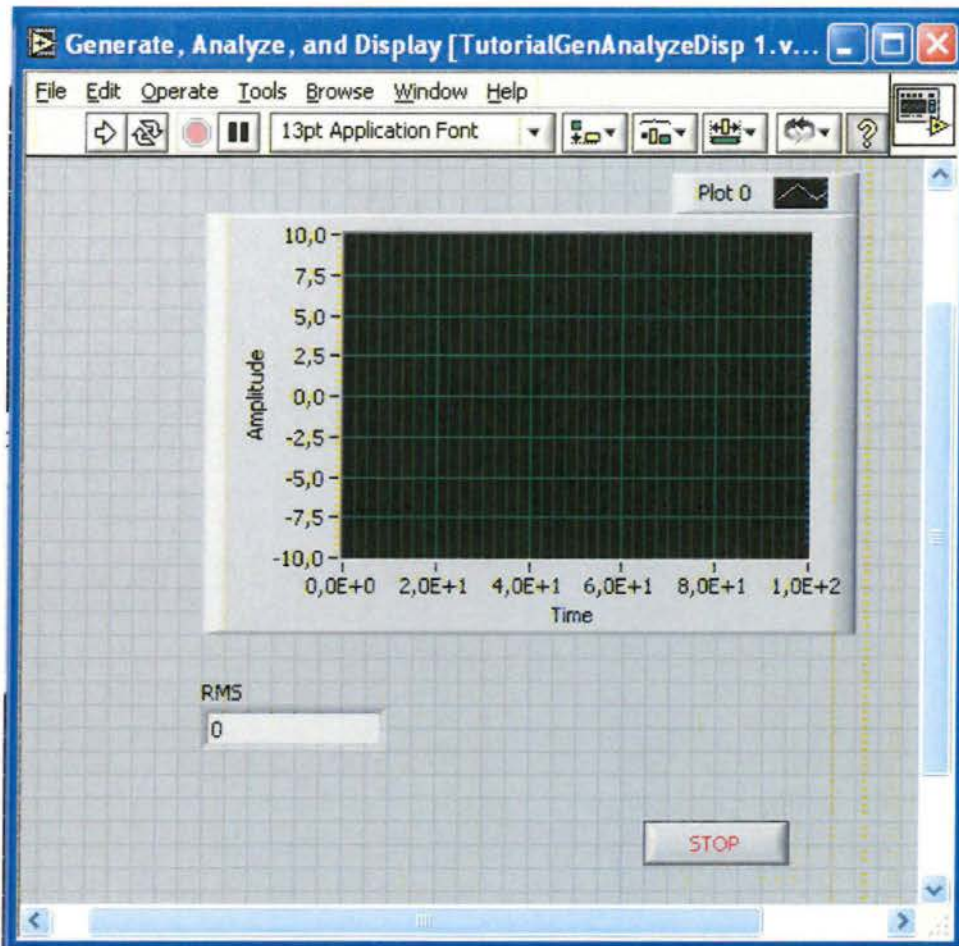 Generate, Analyze, and Display [TutorialGenAnalyzeDisp 1.v...
File Edit Operate Tools Browse Window Help
13pt Application Font
Plot 0
10,0
7,5
5,0
2,5
0,0
-2,5
-5,0
-7,5
-10,0
Amplitude
0,0E+0 2,0E+1 4,0E+1 6,0E+1 8,0E+1 1,0E+2
Time
RMS
0
STOP